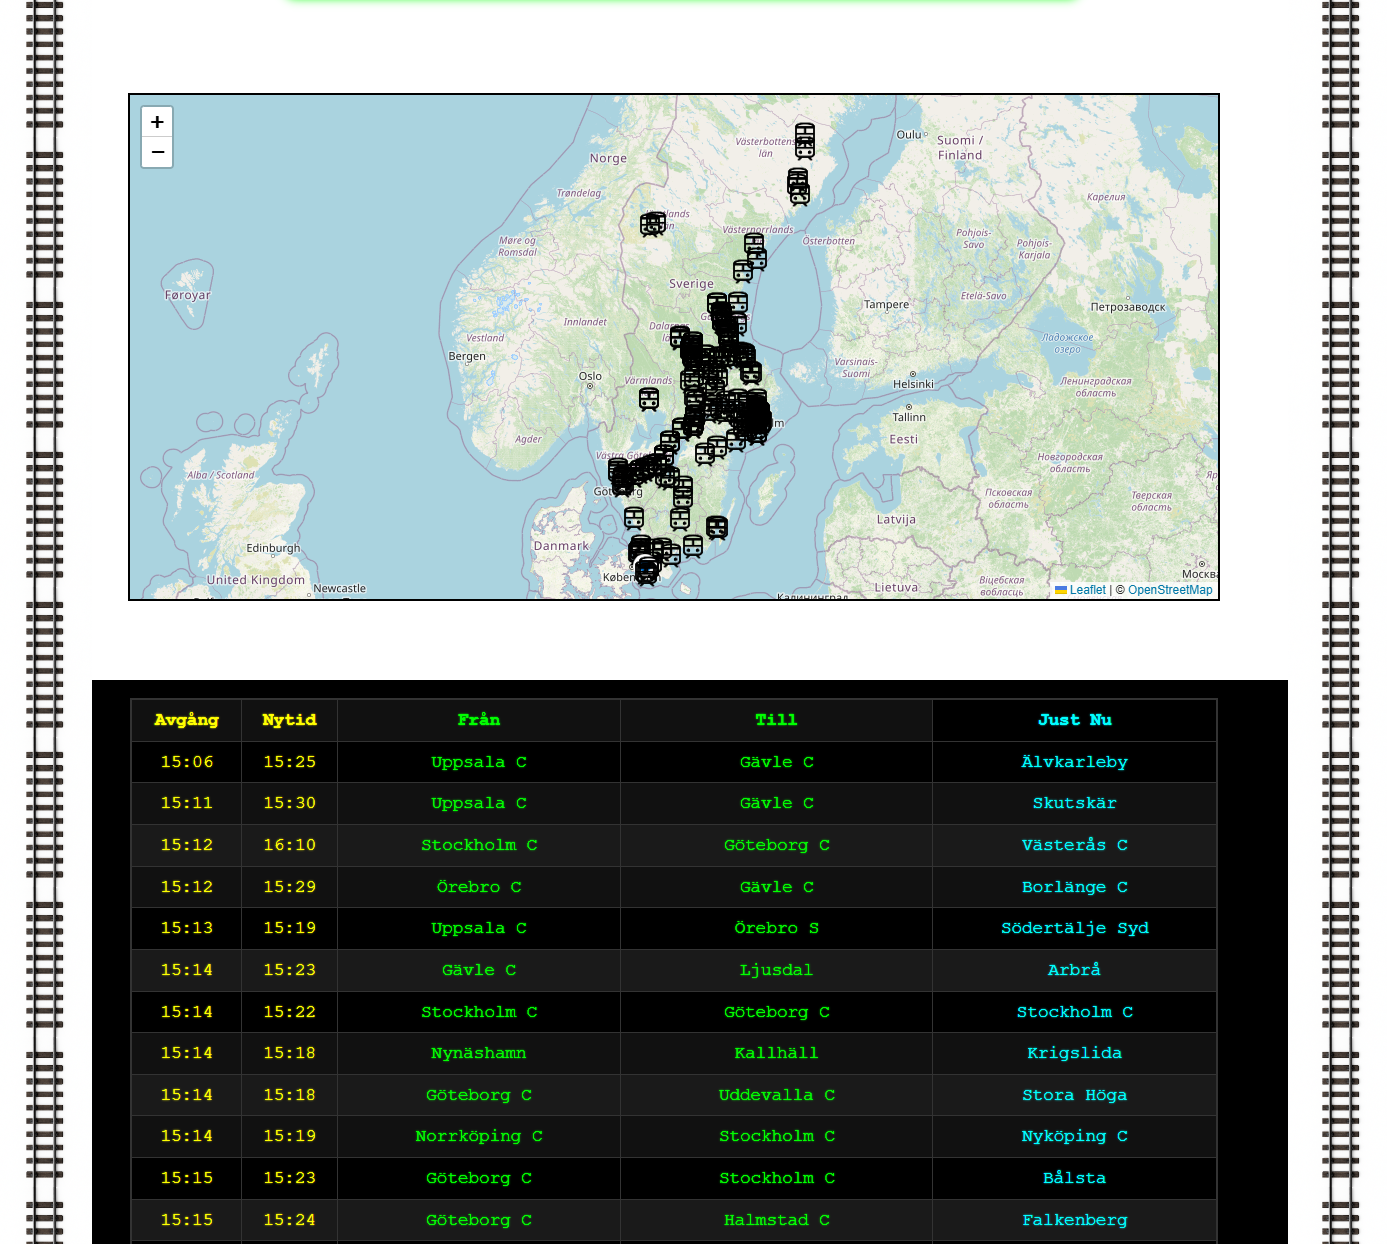 +
−
Oulu
Suomi /
Finland
Västerbottens
län
Norge
Trøndelag
Карелия
lands
n
Västernorrlands
Österbotten
Pohjois-
Savo
Pohjois-
Karjala
Møre og
Romsdal
Sverige
Føroyar
Tampere
Etelä-Savo
Петрозаводск
Innlandet
Dalar
Vestland
Ладожское
озеро
Bergen
Varsinais-
Suomi
Oslo
Värmlands
Helsinki
Ленинградская
область
Tallinn
lm
Agder
Eesti
Västra Göt
Новгородская
область
Alba / Scotland
Göteborg
Псковская
область
Тверская
область
Latvija
Danmark
Edinburgh
United Kingdom
Newcastle
Lietuva
Віцебская
вобласць
Москва
Калининград
Leaflet | © OpenStreetMap
Avgång Nytid Från Till Just Nu
15:06 15:25 Uppsala C Gävle C Älvkarleby
15:11 15:30 Uppsala C Gävle C Skutskär
15:12 16:10 Stockholm C Göteborg C Västerås C
15:12 15:29 Örebro C Gävle C Borlänge C
15:13 15:19 Uppsala C Örebro S Södertälje Syd
15:14 15:23 Gävle C Ljusdal Arbrå
15:14 15:22 Stockholm C Göteborg C Stockholm C
15:14 15:18 Nynäshamn Kallhäll Krigslida
15:14 15:18 Göteborg C Uddevalla C Stora Höga
15:14 15:19 Norrköping C Stockholm C Nyköping C
15:15 15:23 Göteborg C Stockholm C Bålsta
15:15 15:24 Göteborg C Halmstad C Falkenberg